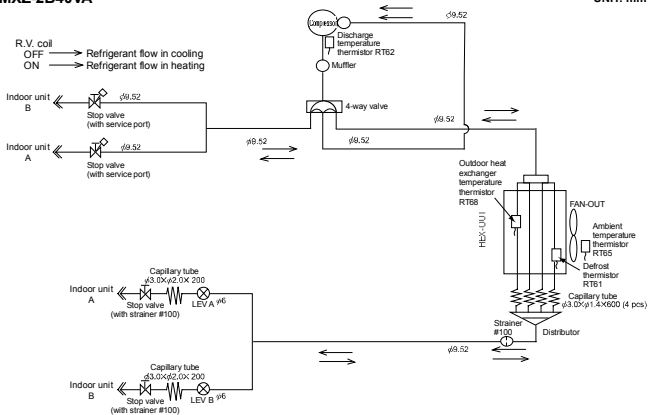 MXZ-2B40VA
UNIT: mm
R.V. coil
OFF → Refrigerant flow in cooling
ON → Refrigerant flow in heating
Compressor
φ9.52
Discharge
temperature
thermistor RT62
Muffler
4-way valve
Indoor unit
B
φ9.52
Stop valve
(with service port)
φ9.52
φ9.52
φ9.52
Indoor unit
A
φ9.52
Stop valve
(with service port)
Outdoor heat
exchanger
temperature
thermistor
RT68
HEX-OUT
FAN-OUT
Ambient
temperature
thermistor
RT65
Defrost
thermistor
RT61
Capillary tube
φ3.0×φ1.4×600 (4 pcs)
Distributor
Strainer
#100
φ9.52
Indoor unit
A
Capillary tube
φ3.0×φ2.0×200
LEV A φ6
Stop valve
(with strainer #100)
Indoor unit
B
Capillary tube
φ3.0×φ2.0×200
LEV B φ6
Stop valve
(with strainer #100)